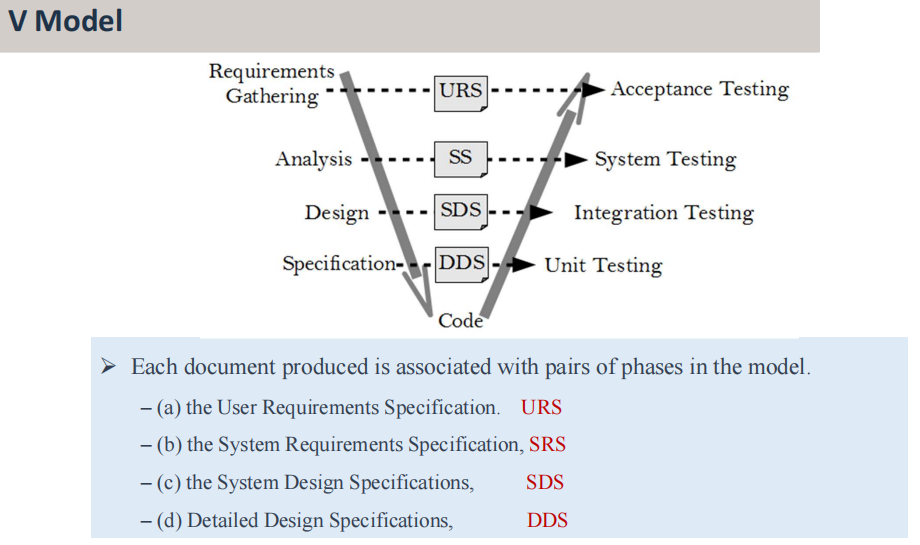 V Model
Requirements
Gathering
URS
Acceptance Testing
Analysis
SS
System Testing
Design
SDS
Integration Testing
Specification
DDS
Unit Testing
Code
➢ Each document produced is associated with pairs of phases in the model.
– (a) the User Requirements Specification. URS
– (b) the System Requirements Specification, SRS
– (c) the System Design Specifications, SDS
– (d) Detailed Design Specifications, DDS